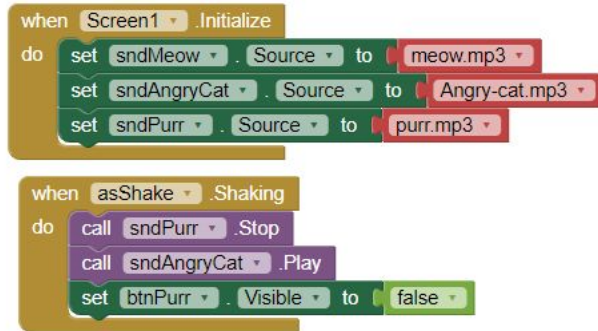 when Screen1 .Initialize
do set sndMeow . Source to meow.mp3
set sndAngryCat . Source to Angry-cat.mp3
set sndPurr . Source to purr.mp3
when asShake .Shaking
do call sndPurr .Stop
call sndAngryCat .Play
set btnPurr . Visible to false